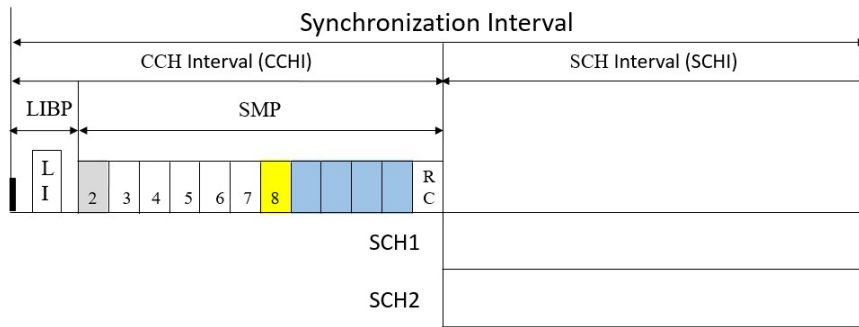 Synchronization Interval
CCH Interval (CCHI) SCH Interval (SCHI)
LIBP SMP
L
I
2 3 4 5 6 7 8
R
C
SCH1
SCH2